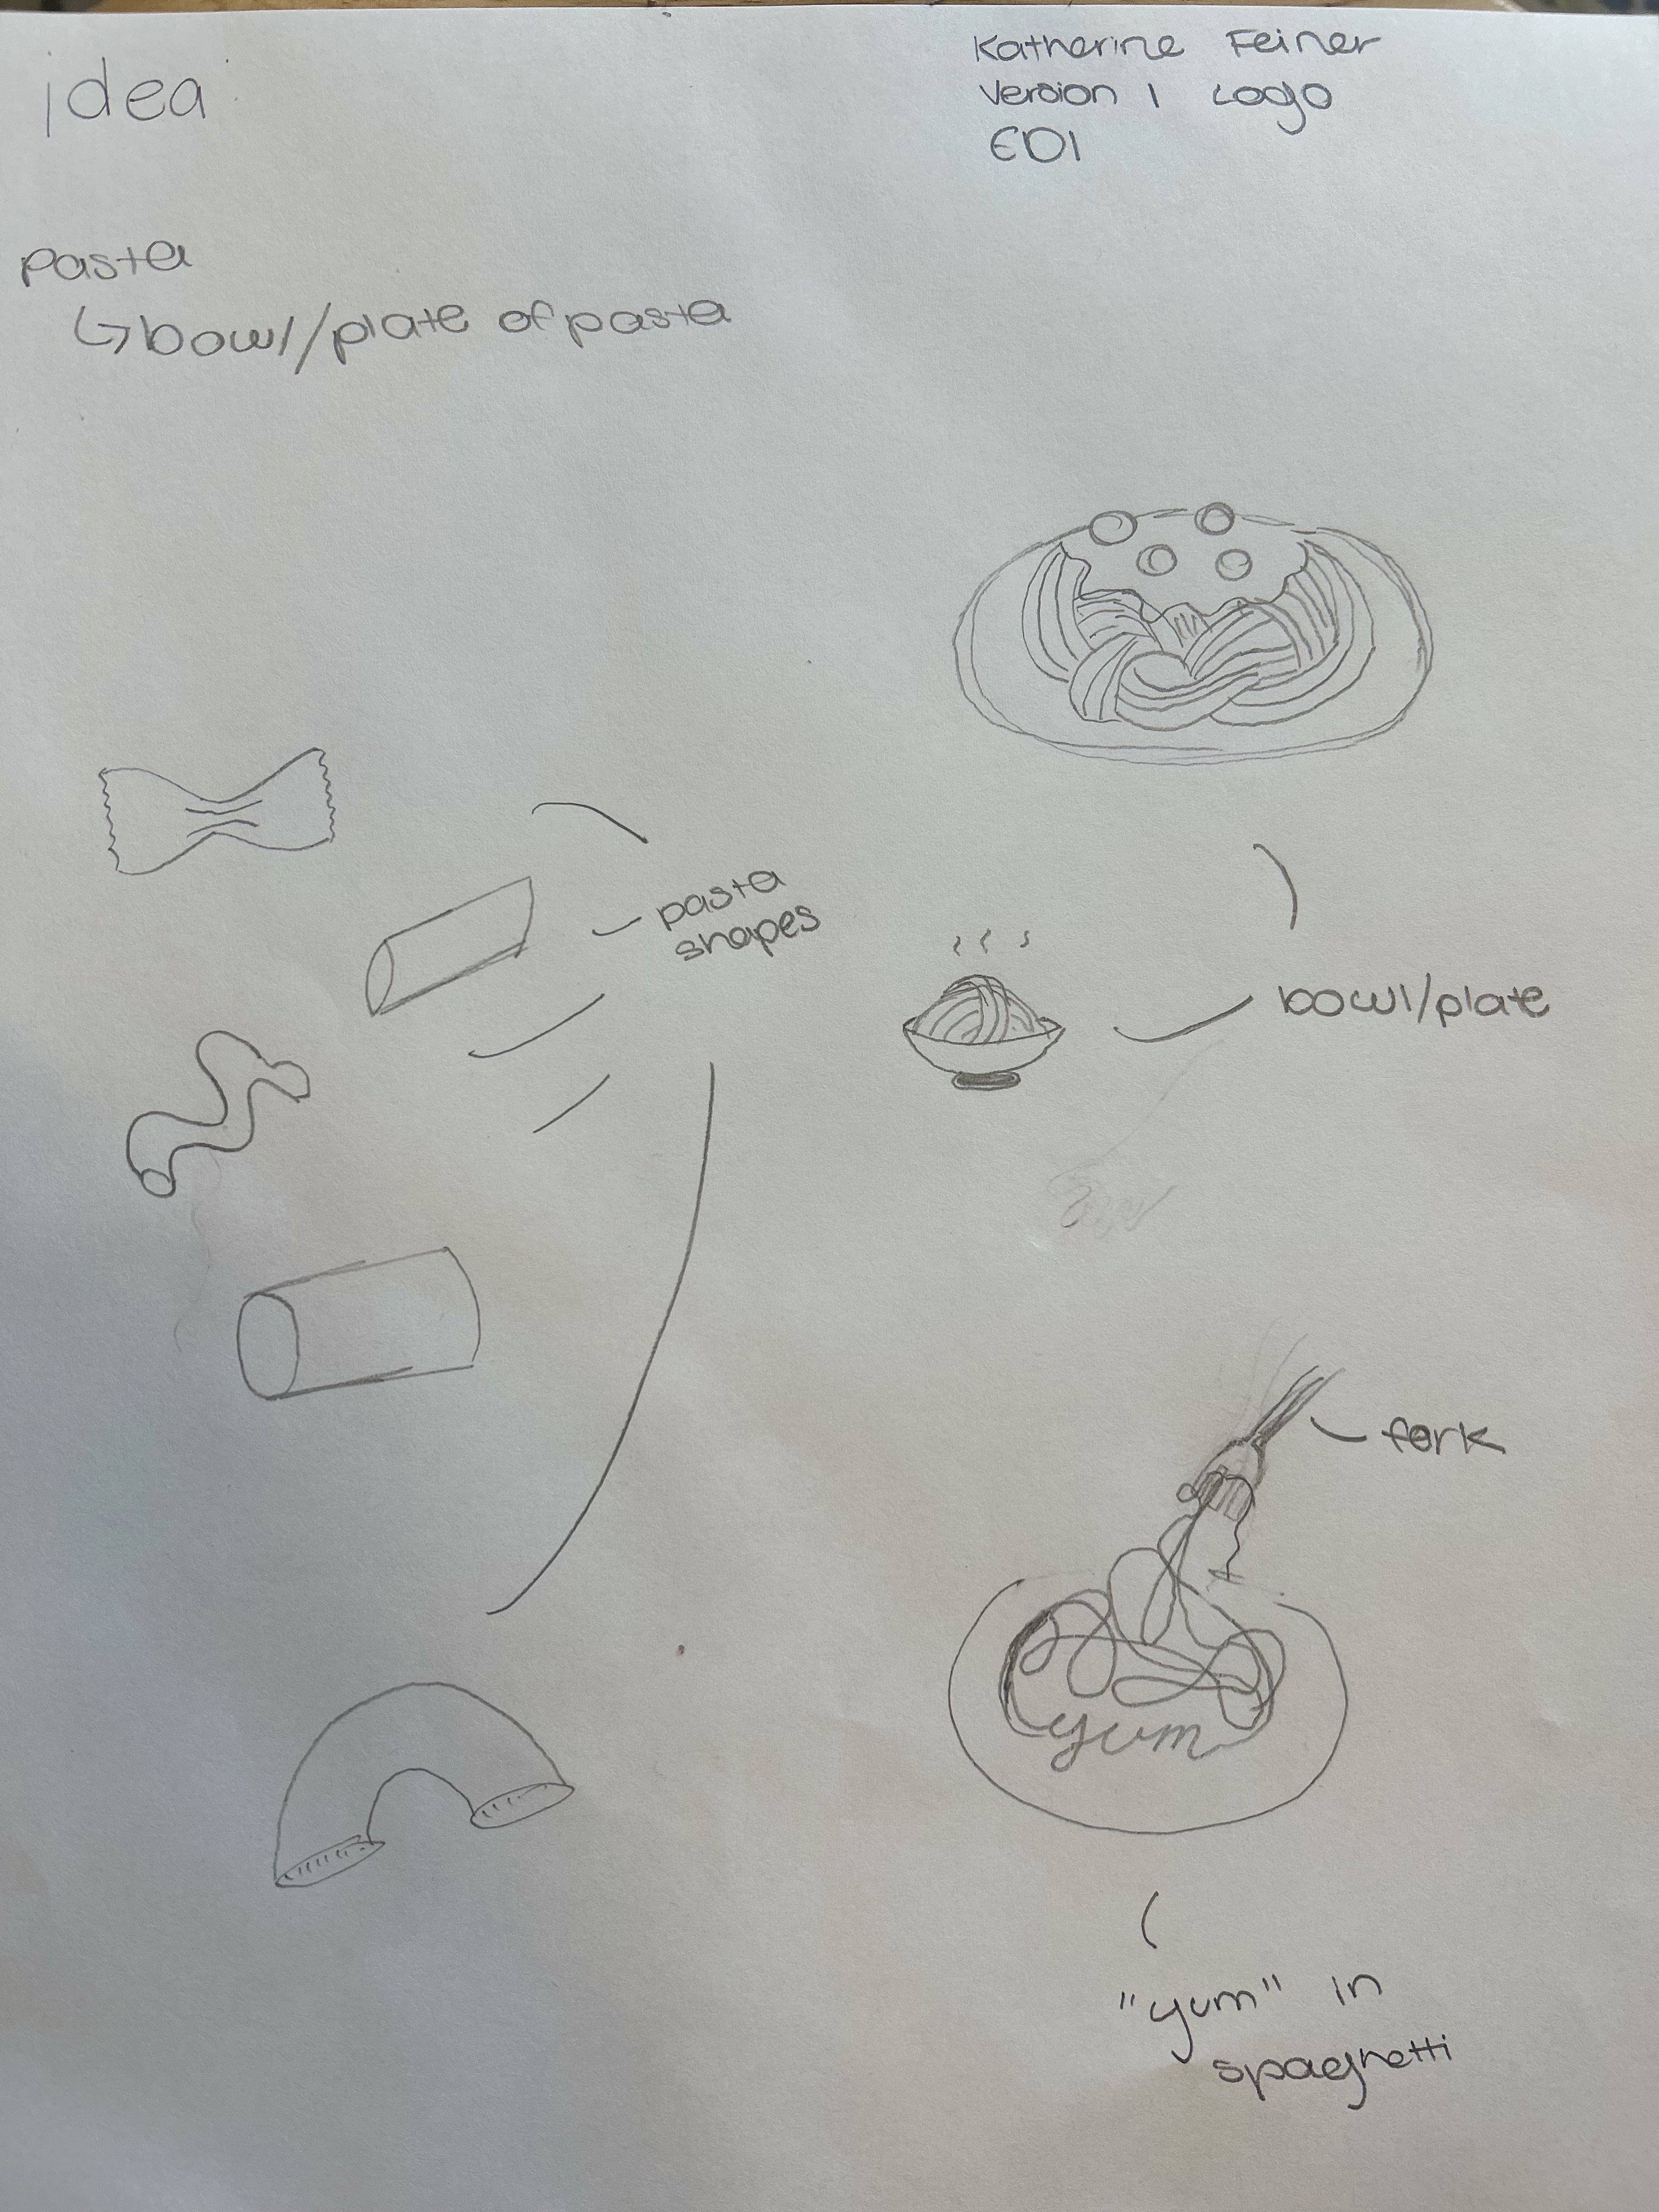 idea
Katherine Feiner
Version 1 Logo
ED1
pasta
↳bowl/plate of pasta
pasta
shapes
bowl/plate
fork
yum
"yum" in
spaghetti